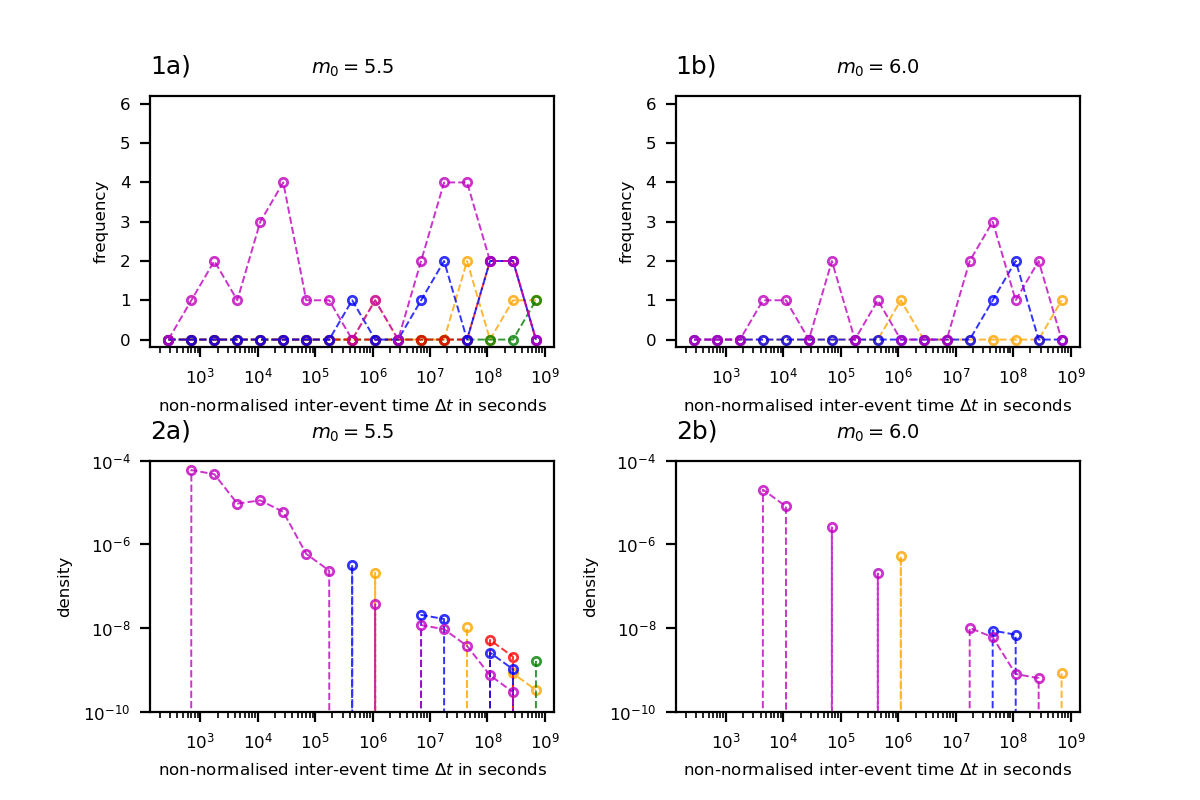 1a) m₀ = 5.5
1b) m₀ = 6.0
6
5
4
3
2
1
0
frequency
10³ 10⁴ 10⁵ 10⁶ 10⁷ 10⁸ 10⁹
non-normalised inter-event time Δt in seconds
6
5
4
3
2
1
0
frequency
10³ 10⁴ 10⁵ 10⁶ 10⁷ 10⁸ 10⁹
non-normalised inter-event time Δt in seconds
2a) m₀ = 5.5
2b) m₀ = 6.0
10⁻⁴
10⁻⁶
10⁻⁸
10⁻¹⁰
density
10³ 10⁴ 10⁵ 10⁶ 10⁷ 10⁸ 10⁹
non-normalised inter-event time Δt in seconds
10⁻⁴
10⁻⁶
10⁻⁸
10⁻¹⁰
density
10³ 10⁴ 10⁵ 10⁶ 10⁷ 10⁸ 10⁹
non-normalised inter-event time Δt in seconds